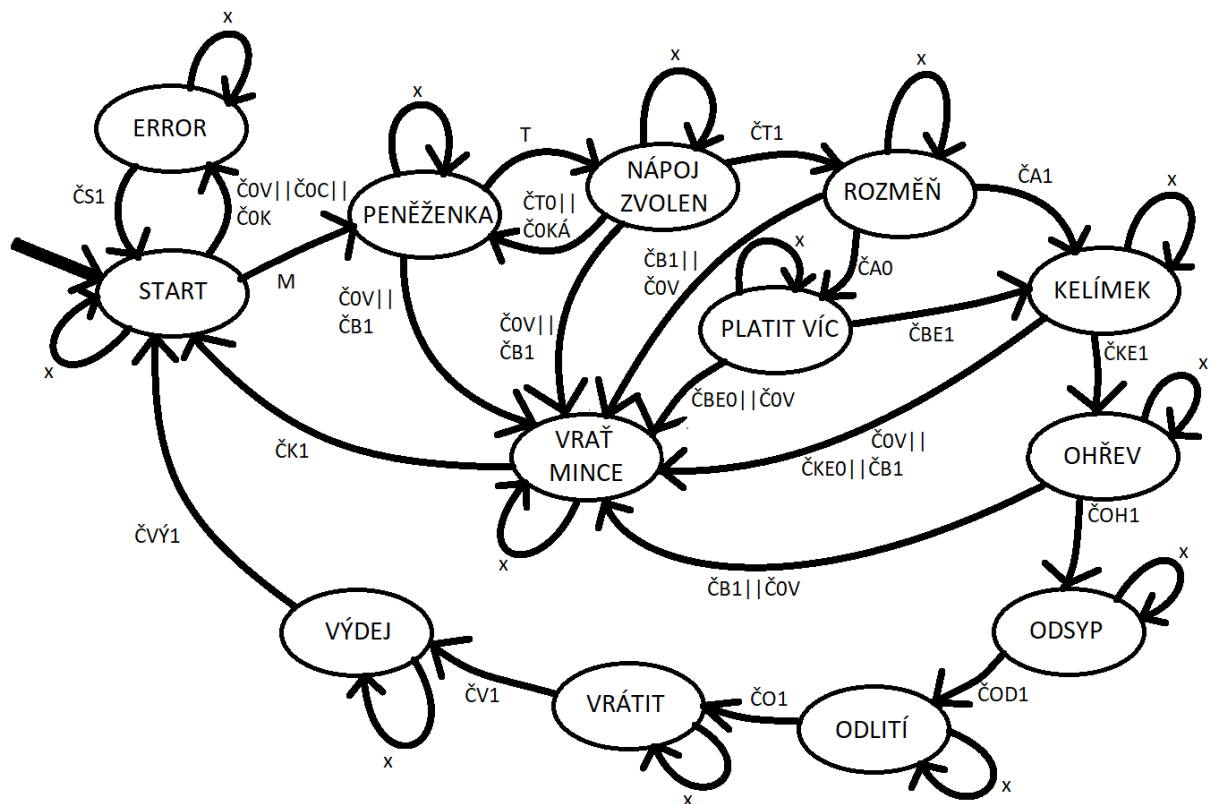 x
ERROR
ČS1
Č0V||Č0C||
Č0K
START
x
M
x
PENĚŽENKA
T
ČT0||
Č0KÁ
x
NÁPOJ
ZVOLEN
ČT1
x
ROZMĚŇ
ČA1
x
KELÍMEK
ČA0
x
PLATIT VÍC
ČBE1
ČB1||
Č0V
Č0V||
ČB1
Č0V||
ČB1
ČBE0||Č0V
ČKE1
x
OHŘEV
Č0V||
ČKE0||ČB1
VRAŤ
MINCE
x
ČK1
ČB1||Č0V
ČOH1
x
ODSYP
ČOD1
ODLITÍ
x
ČO1
VRÁTIT
x
ČV1
VÝDEJ
x
ČVÝ1